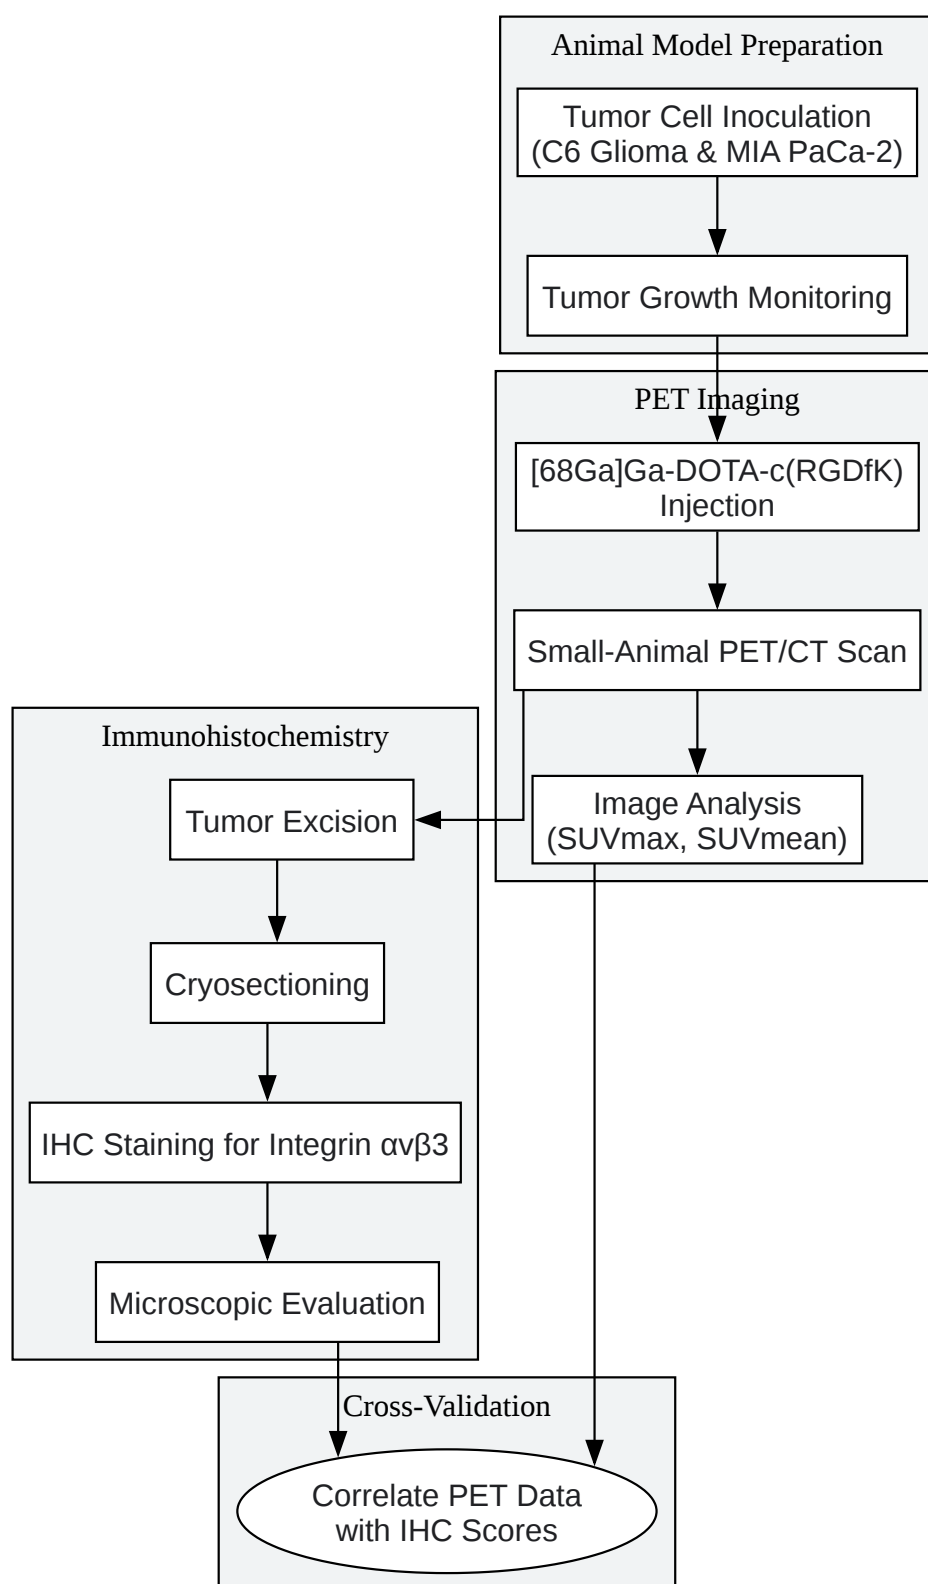 Animal Model Preparation
Tumor Cell Inoculation
(C6 Glioma & MIA PaCa-2)
Tumor Growth Monitoring
PET Imaging
[68Ga]Ga-DOTA-c(RGDfK)
Injection
Small-Animal PET/CT Scan
Image Analysis
(SUVmax, SUVmean)
Immunohistochemistry
Tumor Excision
Cryosectioning
IHC Staining for Integrin αvβ3
Microscopic Evaluation
Cross-Validation
Correlate PET Data
with IHC Scores